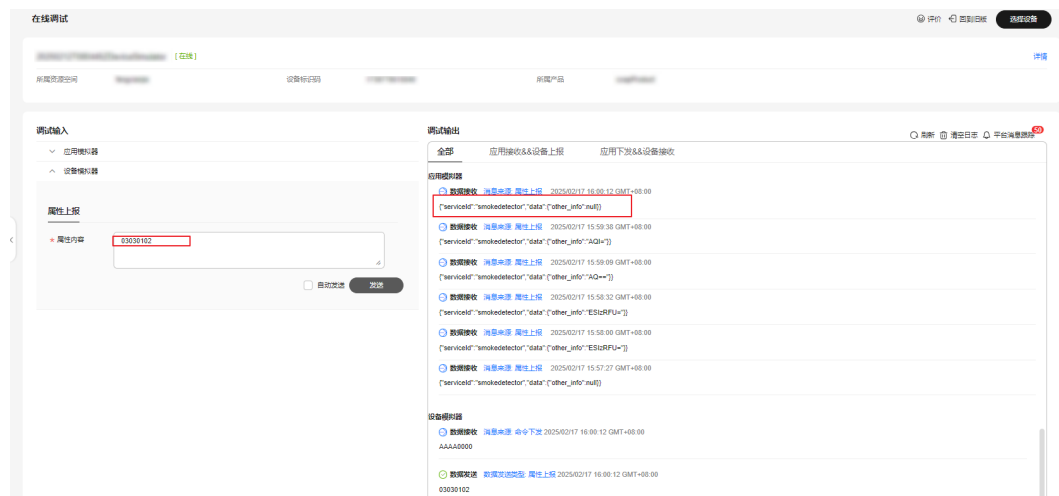 在线调试
评价 回到旧版 选择设备
[在线]
详情
所属资源空间 设备标识码 所属产品
调试输入
应用模拟器
设备模拟器
属性上报
* 属性内容 03030102
自动发送 发送
调试输出
刷新 清空日志 平台消息跟踪 50
全部 应用接收&&设备上报 应用下发&&设备接收
应用模拟器
数据接收 消息来源: 属性上报 2025/02/17 16:00:12 GMT+08:00
{"serviceId":"smokedetector","data":{"other_info":null}}
数据接收 消息来源: 属性上报 2025/02/17 15:59:38 GMT+08:00
{"serviceId":"smokedetector","data":{"other_info":"AQI="}}
数据接收 消息来源: 属性上报 2025/02/17 15:59:09 GMT+08:00
{"serviceId":"smokedetector","data":{"other_info":"AQ=="}}
数据接收 消息来源: 属性上报 2025/02/17 15:58:32 GMT+08:00
{"serviceId":"smokedetector","data":{"other_info":"ESIzRFU="}}
数据接收 消息来源: 属性上报 2025/02/17 15:58:00 GMT+08:00
{"serviceId":"smokedetector","data":{"other_info":"ESIzRFU="}}
数据接收 消息来源: 属性上报 2025/02/17 15:57:27 GMT+08:00
{"serviceId":"smokedetector","data":{"other_info":null}}
设备模拟器
数据接收 消息来源: 命令下发 2025/02/17 16:00:12 GMT+08:00
AAAA0000
数据发送 数据发送类型: 属性上报 2025/02/17 16:00:12 GMT+08:00
03030102